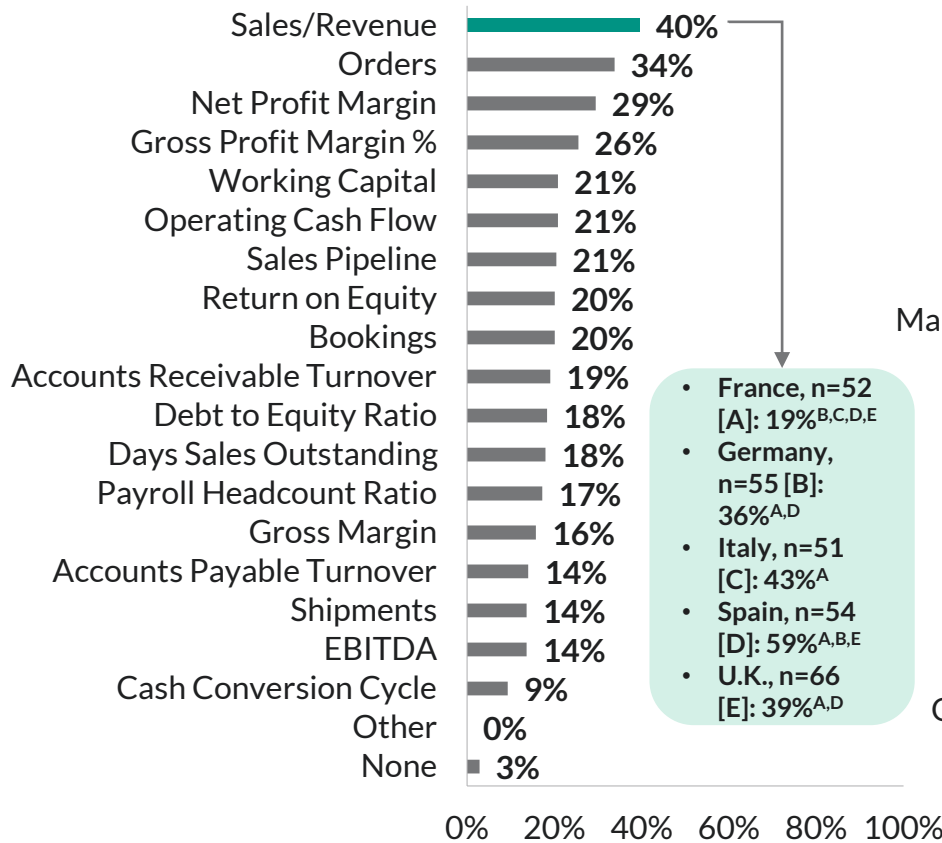 Sales/Revenue 40%
Orders 34%
Net Profit Margin 29%
Gross Profit Margin % 26%
Working Capital 21%
Operating Cash Flow 21%
Sales Pipeline 21%
Return on Equity 20%
Bookings 20%
Accounts Receivable Turnover 19%
Debt to Equity Ratio 18%
Days Sales Outstanding 18%
Payroll Headcount Ratio 17%
Gross Margin 16%
Accounts Payable Turnover 14%
Shipments 14%
EBITDA 14%
Cash Conversion Cycle 9%
Other 0%
None 3%
0% 20% 40% 60% 80% 100%
• France, n=52
[A]: 19%B,C,D,E
• Germany,
n=55 [B]:
36%A,D
• Italy, n=51
[C]: 43%A
• Spain, n=54
[D]: 59%A,B,E
• U.K., n=66
[E]: 39%A,D
Ma